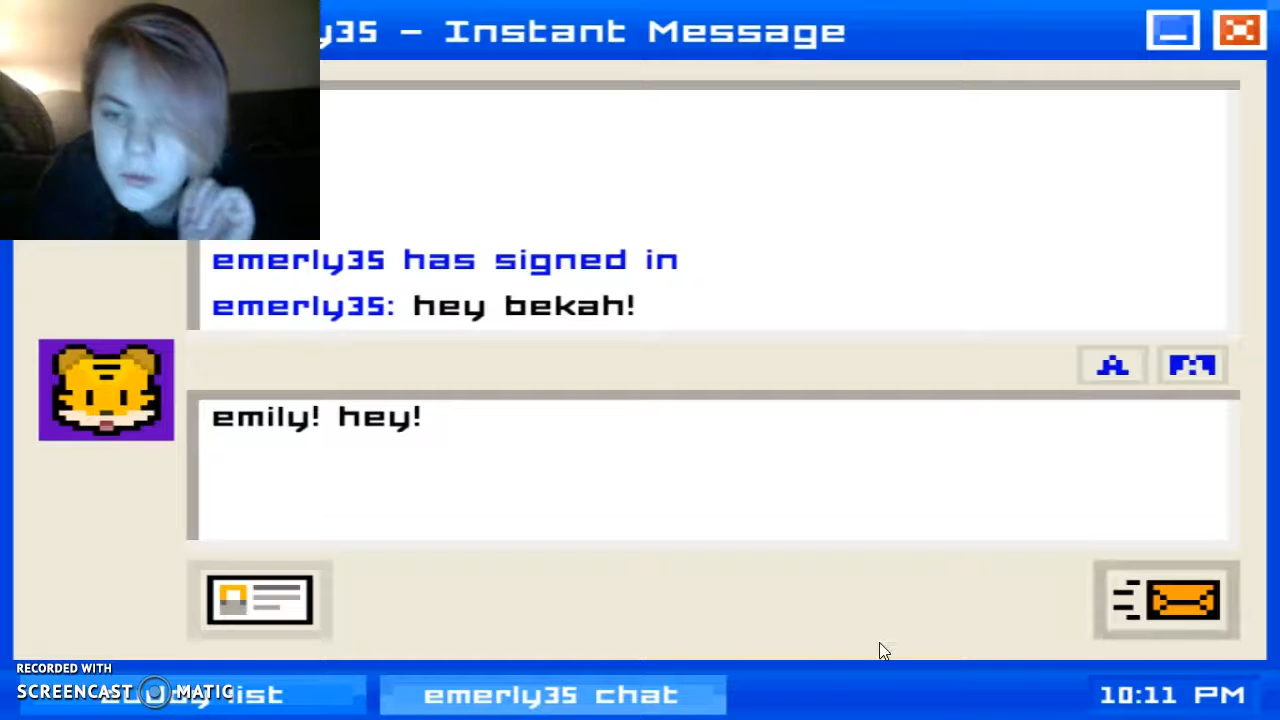 y35 - Instant Message
emerly35 has signed in
emerly35: hey bekah!
A
emily! hey!
RECORDED WITH
SCREENCAST MATIC
list
emerly35 chat
10:11 PM